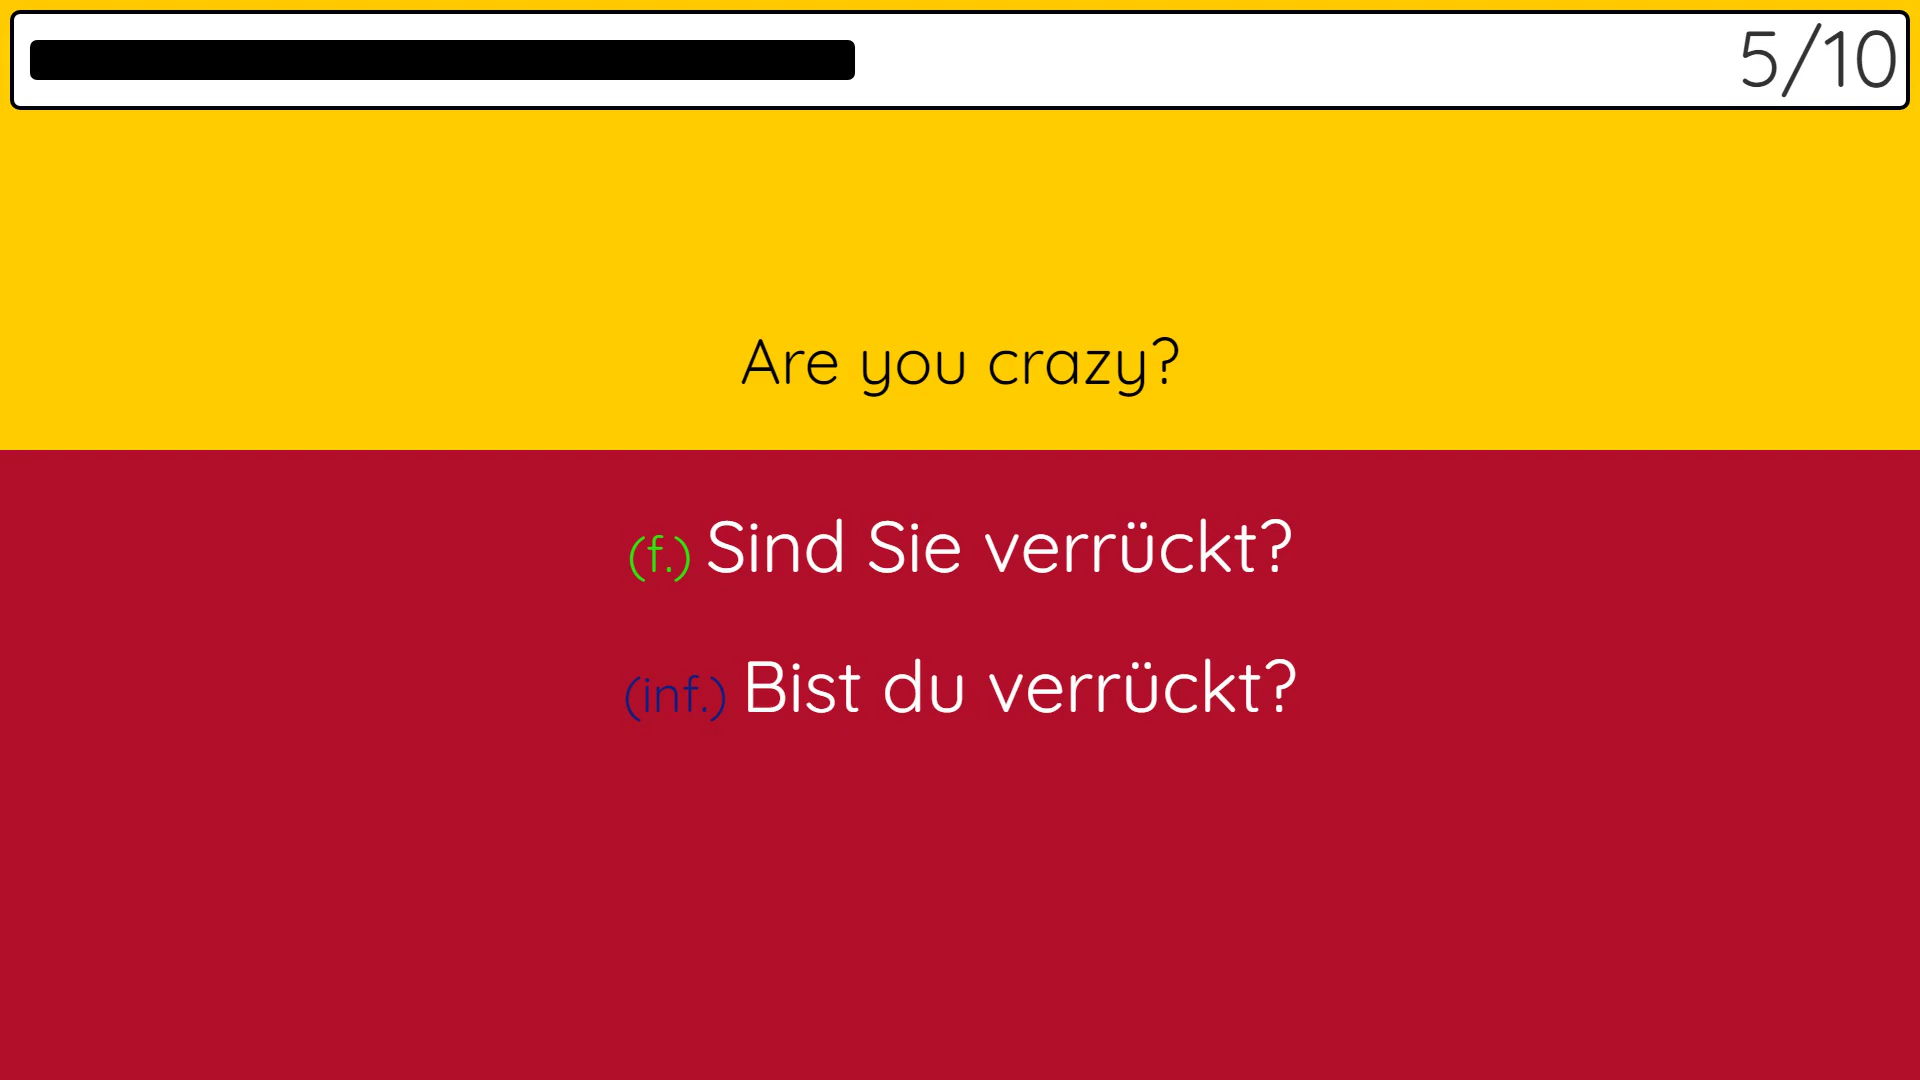 5/10
Are you crazy?
(f.) Sind Sie verrückt?
(inf.) Bist du verrückt?